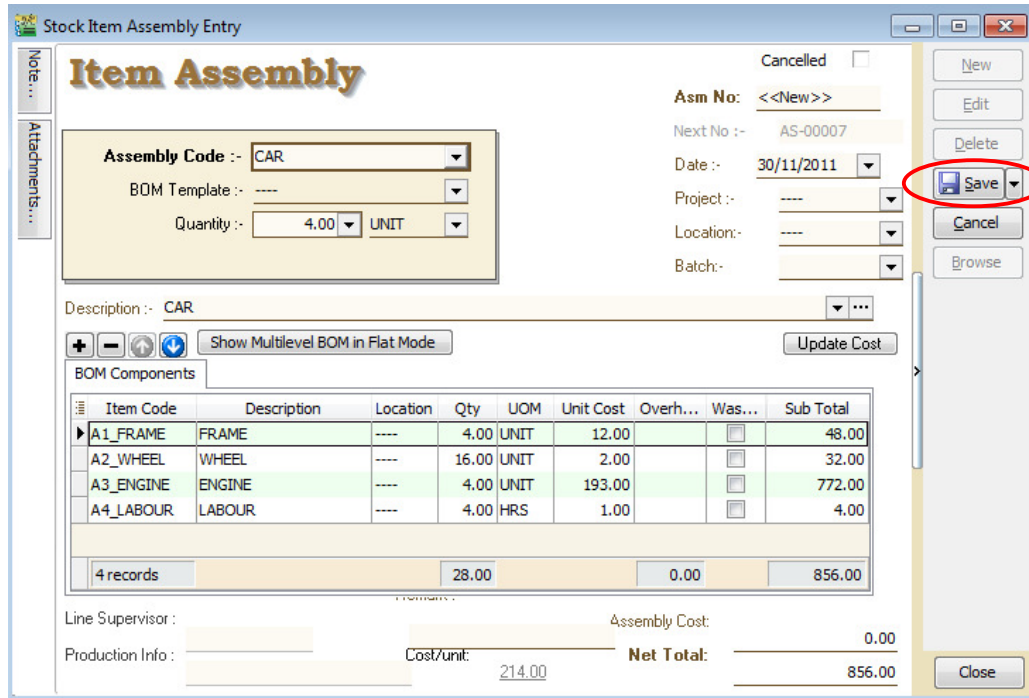 Stock Item Assembly Entry
Note...
Attachments...
Item Assembly
Cancelled
Asm No: <<New>>
Next No :- AS-00007
Date :- 30/11/2011
Project :- ----
Location:- ----
Batch:-
Assembly Code :- CAR
BOM Template :- ----
Quantity :- 4.00 UNIT
Description :- CAR
Show Multilevel BOM in Flat Mode
Update Cost
BOM Components
Item Code Description Location Qty UOM Unit Cost Overh... Was... Sub Total
A1_FRAME FRAME ---- 4.00 UNIT 12.00 48.00
A2_WHEEL WHEEL ---- 16.00 UNIT 2.00 32.00
A3_ENGINE ENGINE ---- 4.00 UNIT 193.00 772.00
A4_LABOUR LABOUR ---- 4.00 HRS 1.00 4.00
4 records 28.00 0.00 856.00
Line Supervisor :
Assembly Cost: 0.00
Production Info :
Cost/unit: 214.00
Net Total: 856.00
New
Edit
Delete
Save
Cancel
Browse
Close